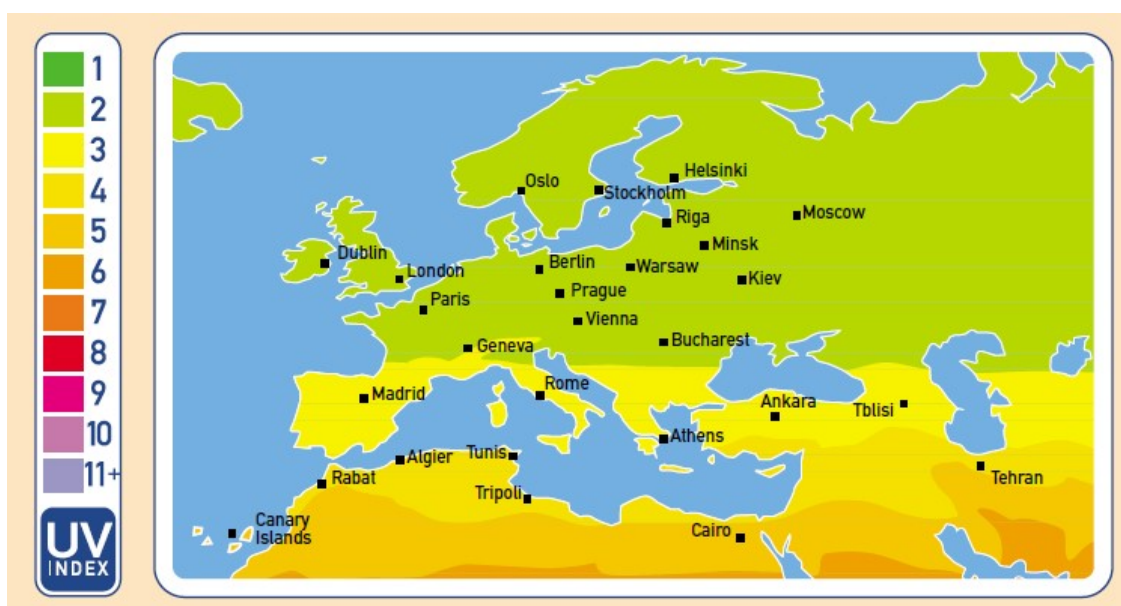 1
2
3
4
5
6
7
8
9
10
11+
UV
INDEX
Oslo
Helsinki
Stockholm
Riga
Moscow
Minsk
Dublin
London
Berlin
Warsaw
Kiev
Prague
Paris
Vienna
Bucharest
Geneva
Madrid
Rome
Ankara
Tblisi
Athens
Algier
Tunis
Rabat
Tehran
Tripoli
Canary
Islands
Cairo